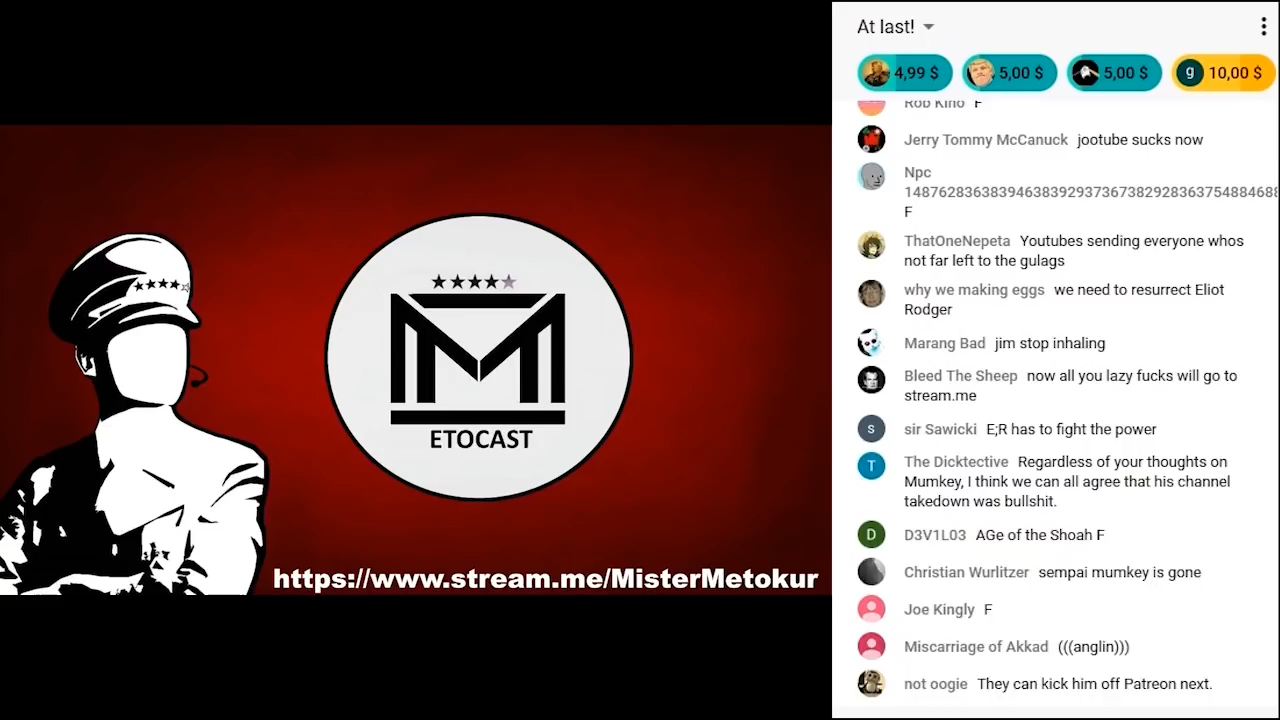 At last!
4,99 $
5,00 $
5,00 $
g 10,00 $
Rob Kino F
Jerry Tommy McCanuck jootube sucks now
Npc
F
ThatOneNepeta Youtubes sending everyone whos
not far left to the gulags
why we making eggs we need to resurrect Eliot
Rodger
Marang Bad jim stop inhaling
Bleed The Sheep now all you lazy fucks will go to
stream.me
s sir Sawicki E;R has to fight the power
T The Dicktective Regardless of your thoughts on
Mumkey, I think we can all agree that his channel
takedown was bullshit.
D D3V1L03 AGe of the Shoah F
Christian Wurlitzer sempai mumkey is gone
Joe Kingly F
Miscarriage of Akkad (((anglin)))
not oogie They can kick him off Patreon next.
M
ETOCAST
https://www.stream.me/MisterMetokur